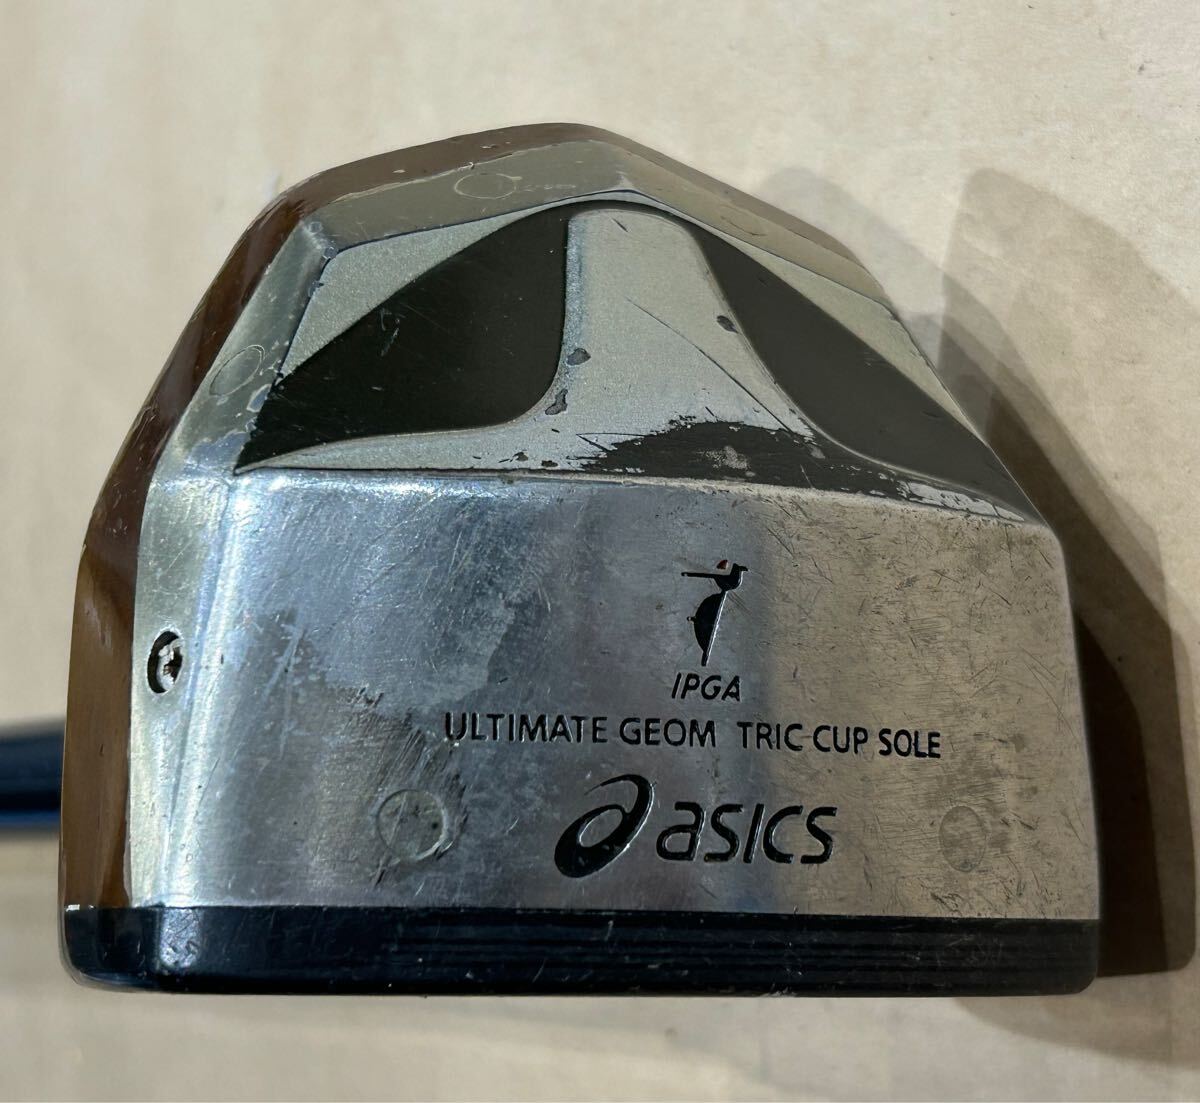 IPGA
ULTIMATE GEOM TRIC CUP SOLE
asics